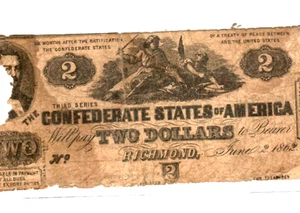 SIX MONTHS AFTER THE RATIFICATION OF A TREATY OF PEACE BETWEEN
THE CONFEDERATE STATES AND THE UNITED STATES
2 2
THIRD SERIES
THE CONFEDERATE STATES OF AMERICA
Will pay TWO DOLLARS to Bearer
TWO
No RICHMOND, June 2 1862
2